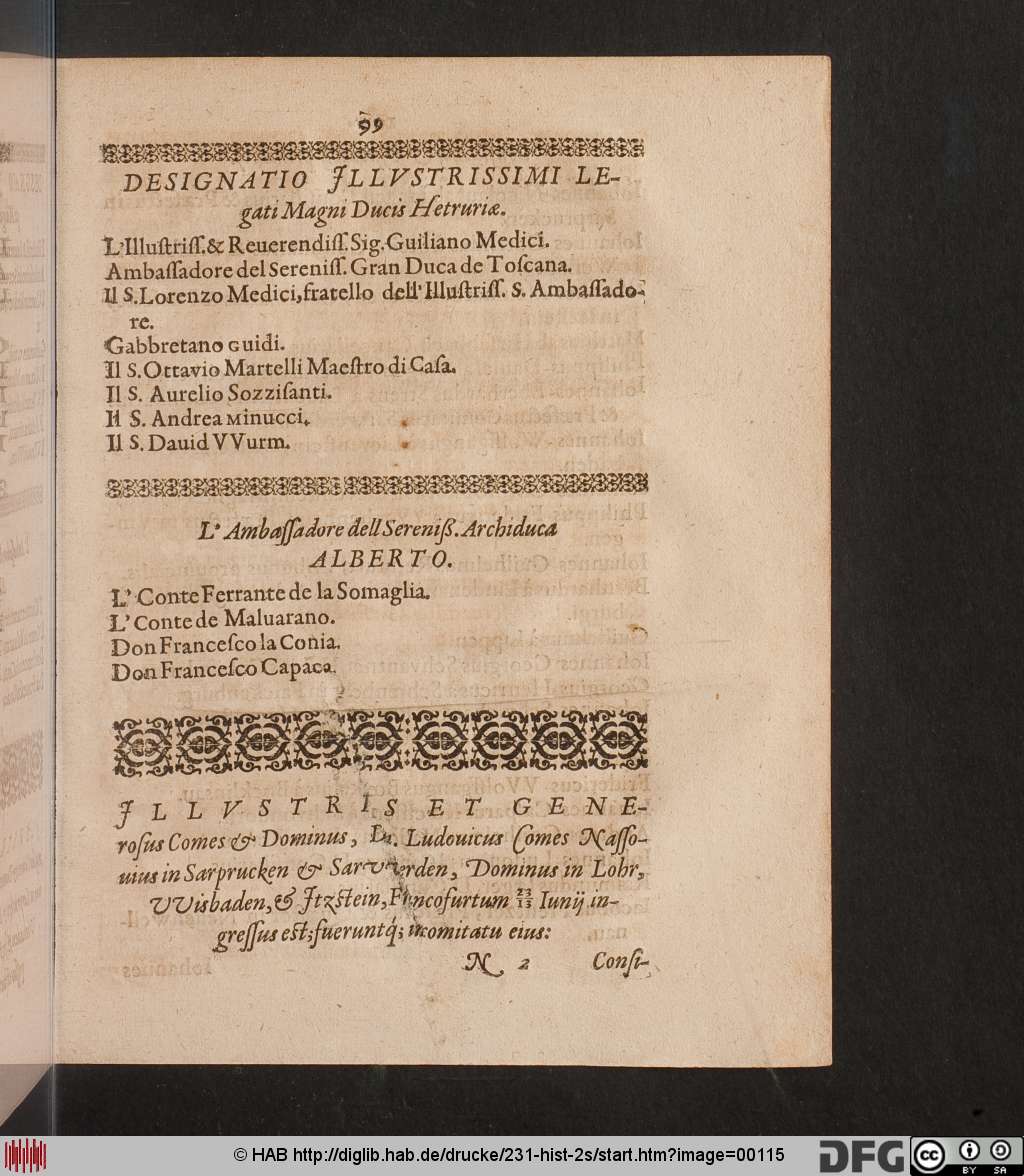 99
DESIGNATIO JLLVSTRISSIMI LE-
gati Magni Ducis Hetruriæ.
L'Illustriſſ. & Reuerendiſſ. Sig. Guiliano Medici.
Ambaſſadore del Sereniſſ. Gran Duca de Toſcana.
Il S. Lorenzo Medici, fratello dell' Illuſtriſſ. S. Ambaſſado-
re.
Gabbretano Guidi.
Il S. Ottavio Martelli Maeſtro di Caſa.
Il S. Aurelio Sozziſanti.
Il S. Andrea Minucci.
Il S. Dauid VVurm.
L' Ambaſſadore dell Sereniß. Archiduca
ALBERTO.
L' Conte Ferrante de la Somaglia.
L' Conte de Maluarano.
Don Franceſco la Conia.
Don Franceſco Capaca.
JLLVSTRIS ET GENE-
roſus Comes & Dominus, Dn. Ludouicus Comes Naſſo-
uius in Sarprucken & Sarvverden, Dominus in Lohr,
VVisbaden, & Jtzſtein, Fncofurtum 23/13 Iunij in-
greſſus eſt; fueruntq́; comitatu eius:
N 2 Conſi-
© HAB http://diglib.hab.de/drucke/231-hist-2s/start.htm?image=00115
DFG
cc
BY SA